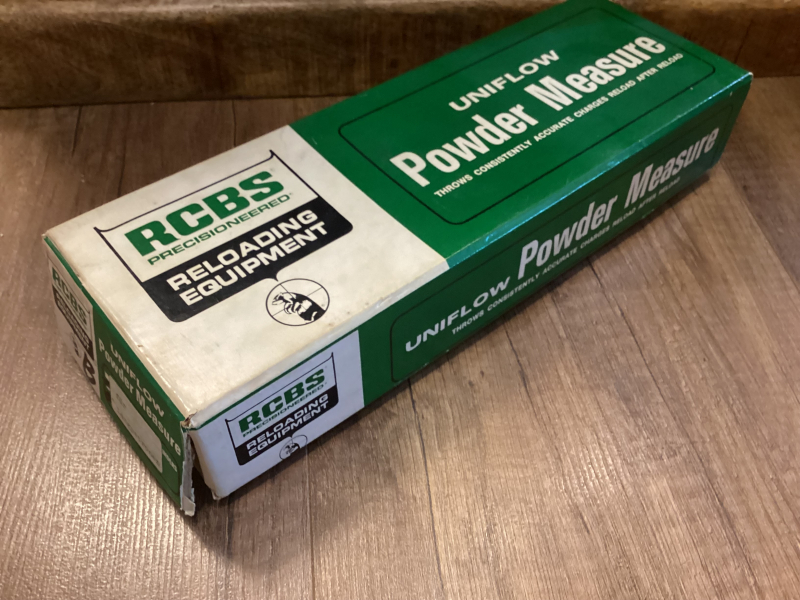 UNIFLOW
Powder Measure
THROWS CONSISTENTLY ACCURATE CHARGES RELOAD AFTER RELOAD
RCBS
PRECISIONEERED
RELOADING
EQUIPMENT
UNIFLOW Powder Measure
THROWS CONSISTENTLY ACCURATE CHARGES RELOAD AFTER RELOAD
RCBS
PRECISIONEERED
RELOADING
EQUIPMENT
RCBS
UNIFLOW
Powder Measure